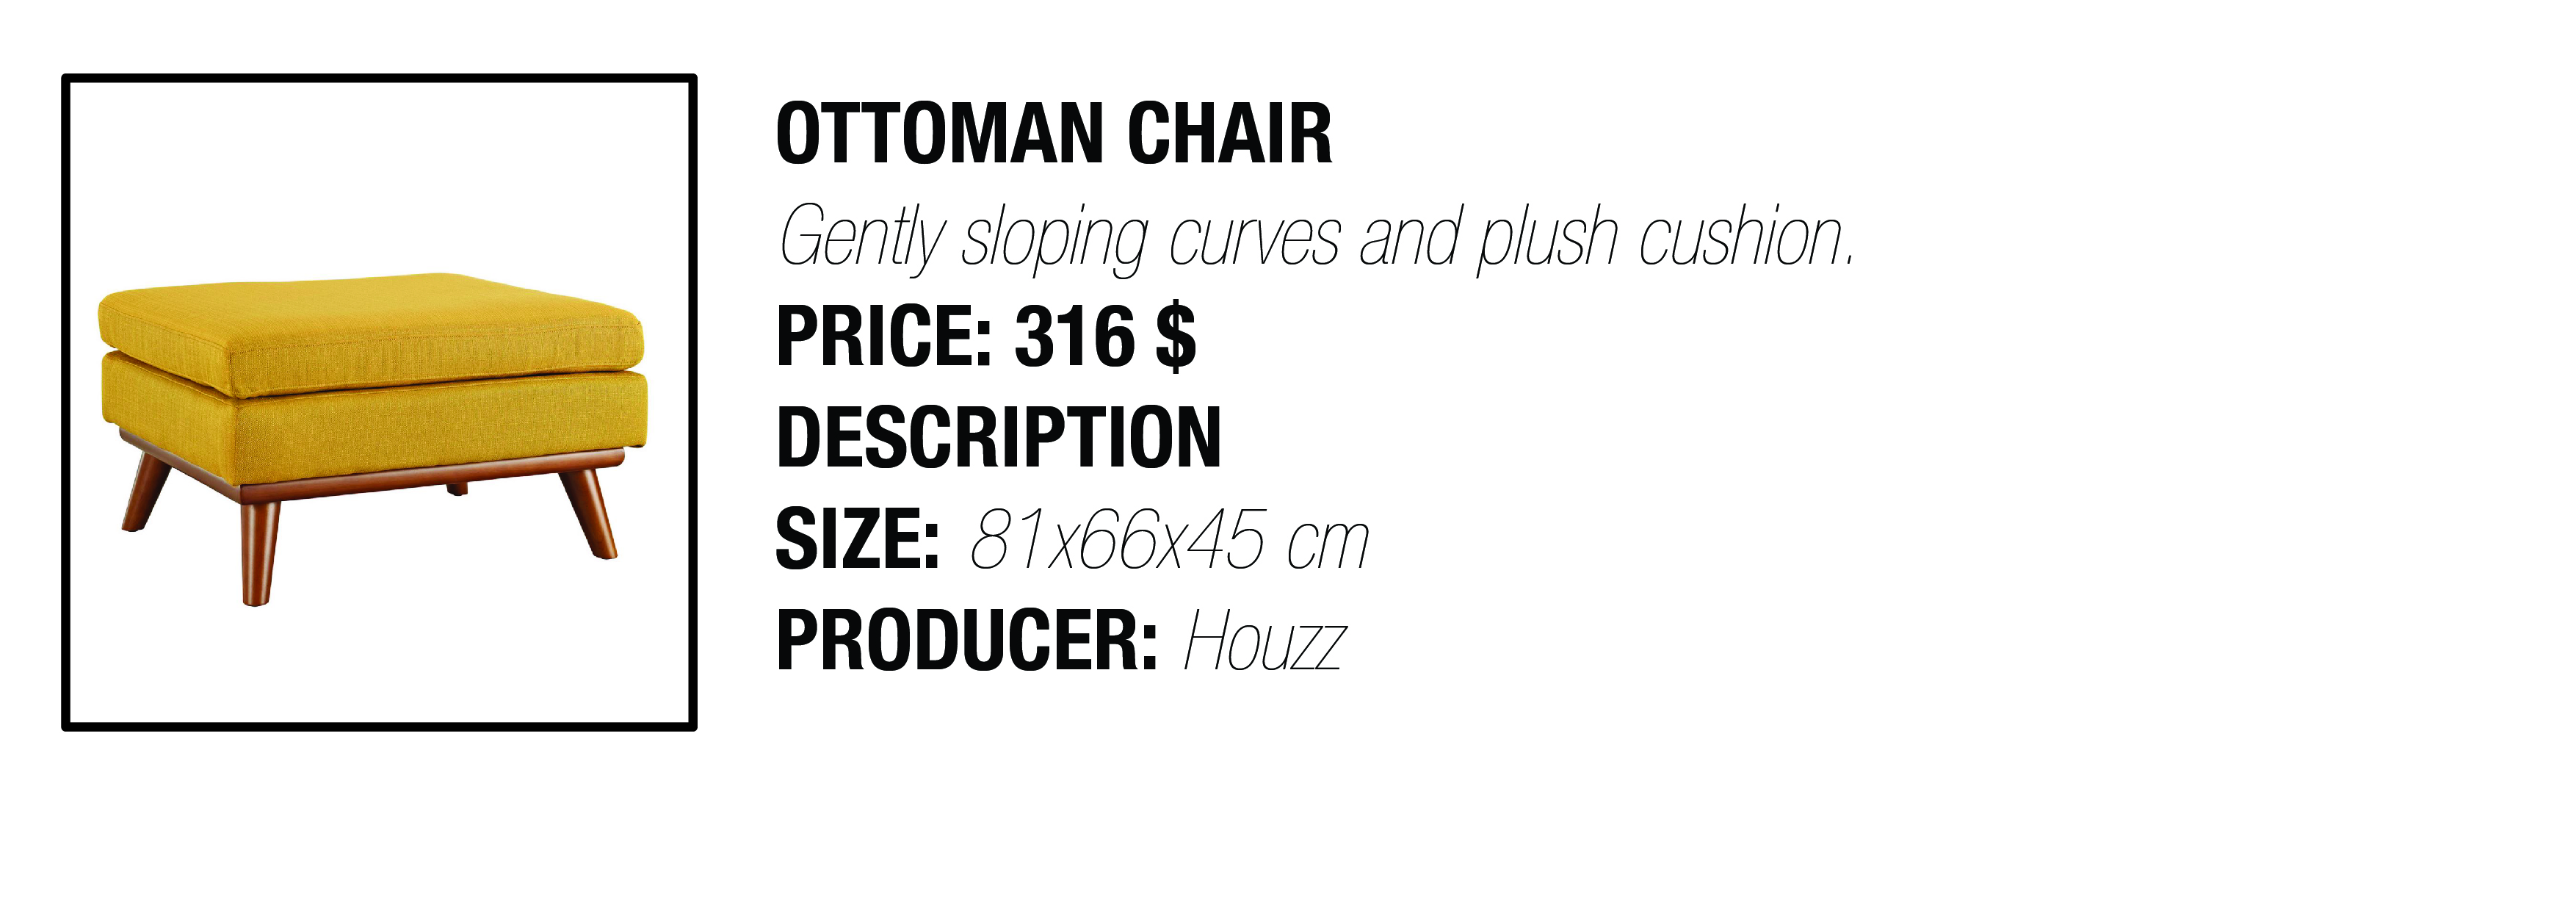 OTTOMAN CHAIR
Gently sloping curves and plush cushion.
PRICE: 316 $
DESCRIPTION
SIZE: 81x66x45 cm
PRODUCER: Houzz